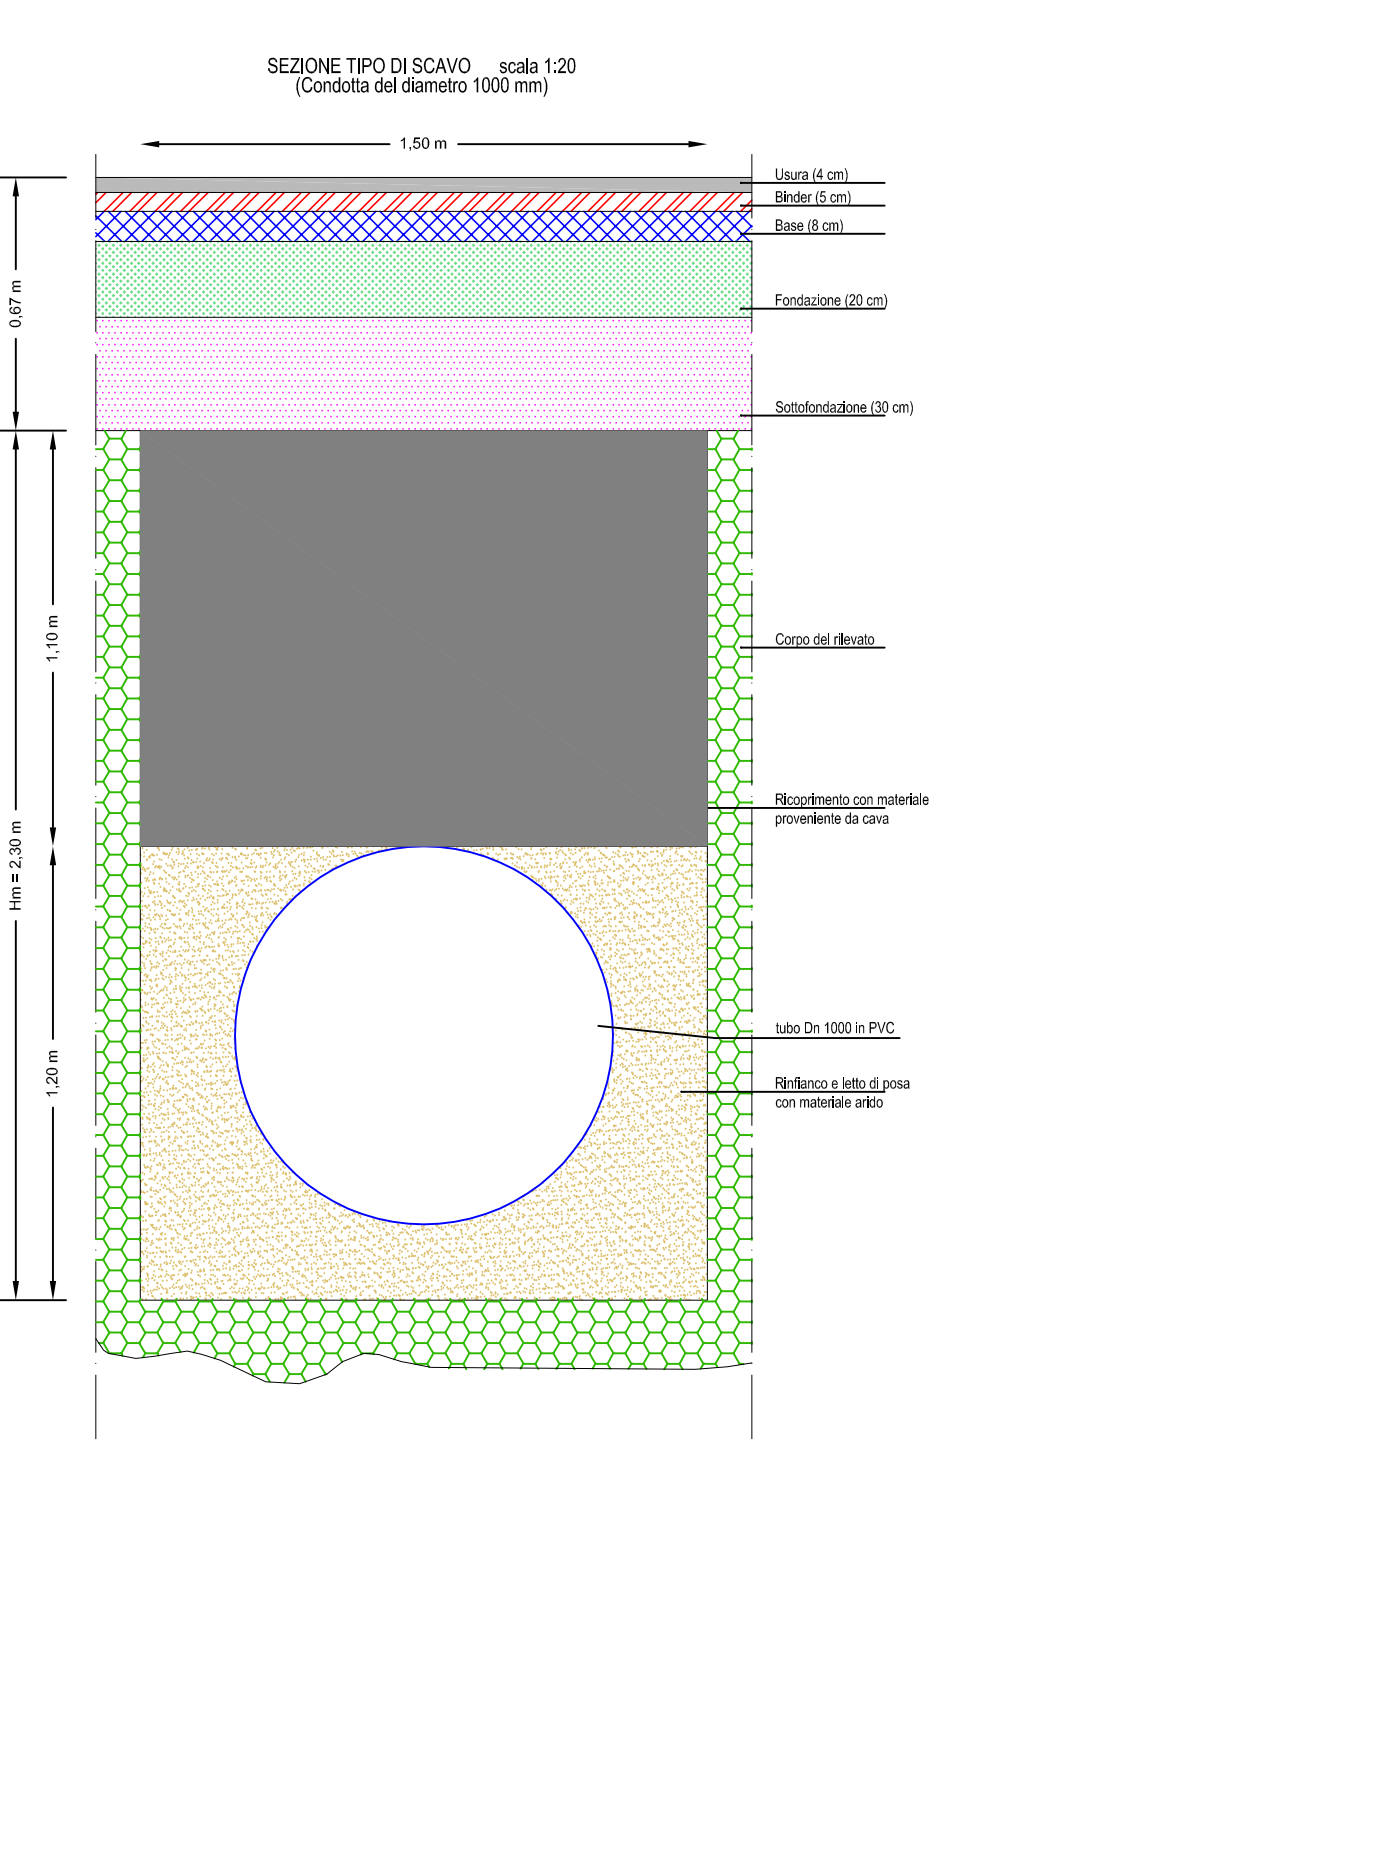 SEZIONE TIPO DI SCAVO scala 1:20
(Condotta del diametro 1000 mm)
1,50 m
Usura (4 cm)
Binder (5 cm)
Base (8 cm)
0,67 m
Fondazione (20 cm)
Sottofondazione (30 cm)
1,10 m
Corpo del rilevato
Ricoprimento con materiale
proveniente da cava
Hm = 2,30 m
tubo Dn 1000 in PVC
1,20 m
Rinfianco e letto di posa
con materiale arido